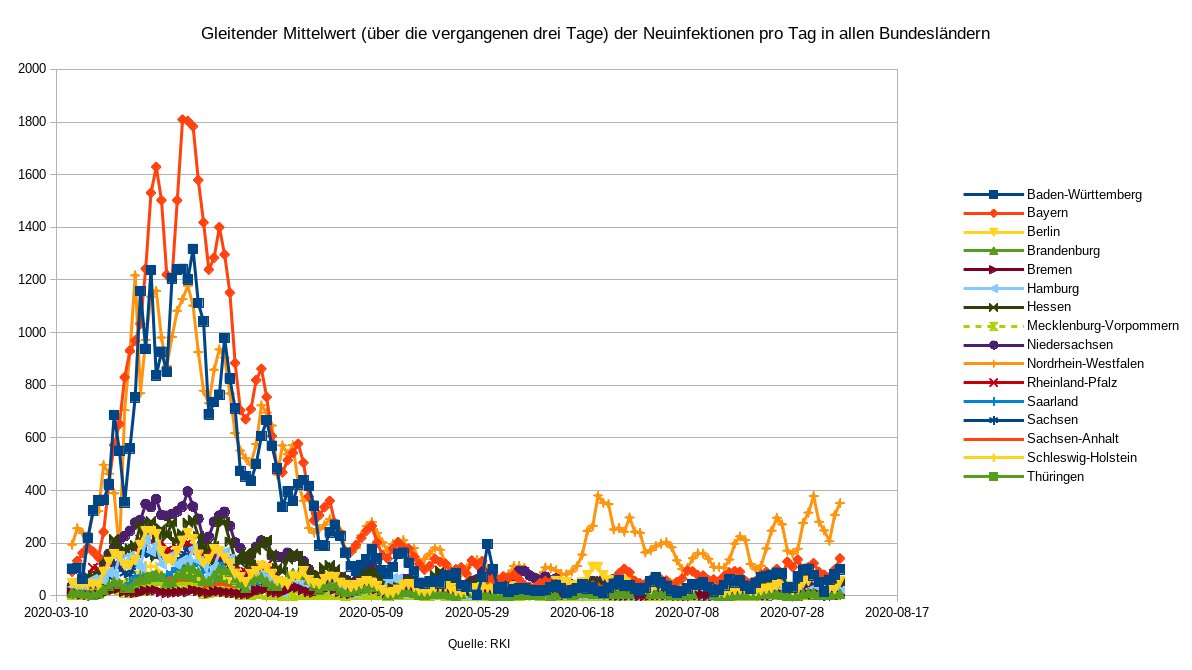 Gleitender Mittelwert (über die vergangenen drei Tage) der Neuinfektionen pro Tag in allen Bundesländern
2000
1800
1600
1400
1200
1000
800
600
400
200
0
2020-03-10 2020-03-30 2020-04-19 2020-05-09 2020-05-29 2020-06-18 2020-07-08 2020-07-28 2020-08-17
Quelle: RKI
Baden-Württemberg
Bayern
Berlin
Brandenburg
Bremen
Hamburg
Hessen
Mecklenburg-Vorpommern
Niedersachsen
Nordrhein-Westfalen
Rheinland-Pfalz
Saarland
Sachsen
Sachsen-Anhalt
Schleswig-Holstein
Thüringen